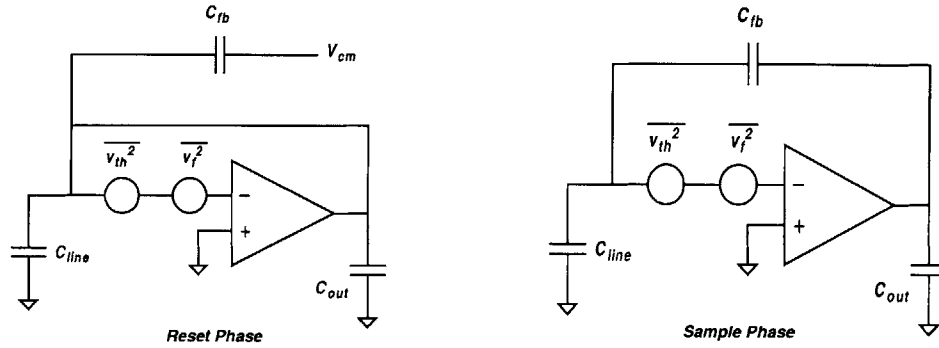 C_fb
V_cm
v_th^2
v_f^2
−
+
C_line
C_out
Reset Phase
C_fb
v_th^2
v_f^2
−
+
C_line
C_out
Sample Phase